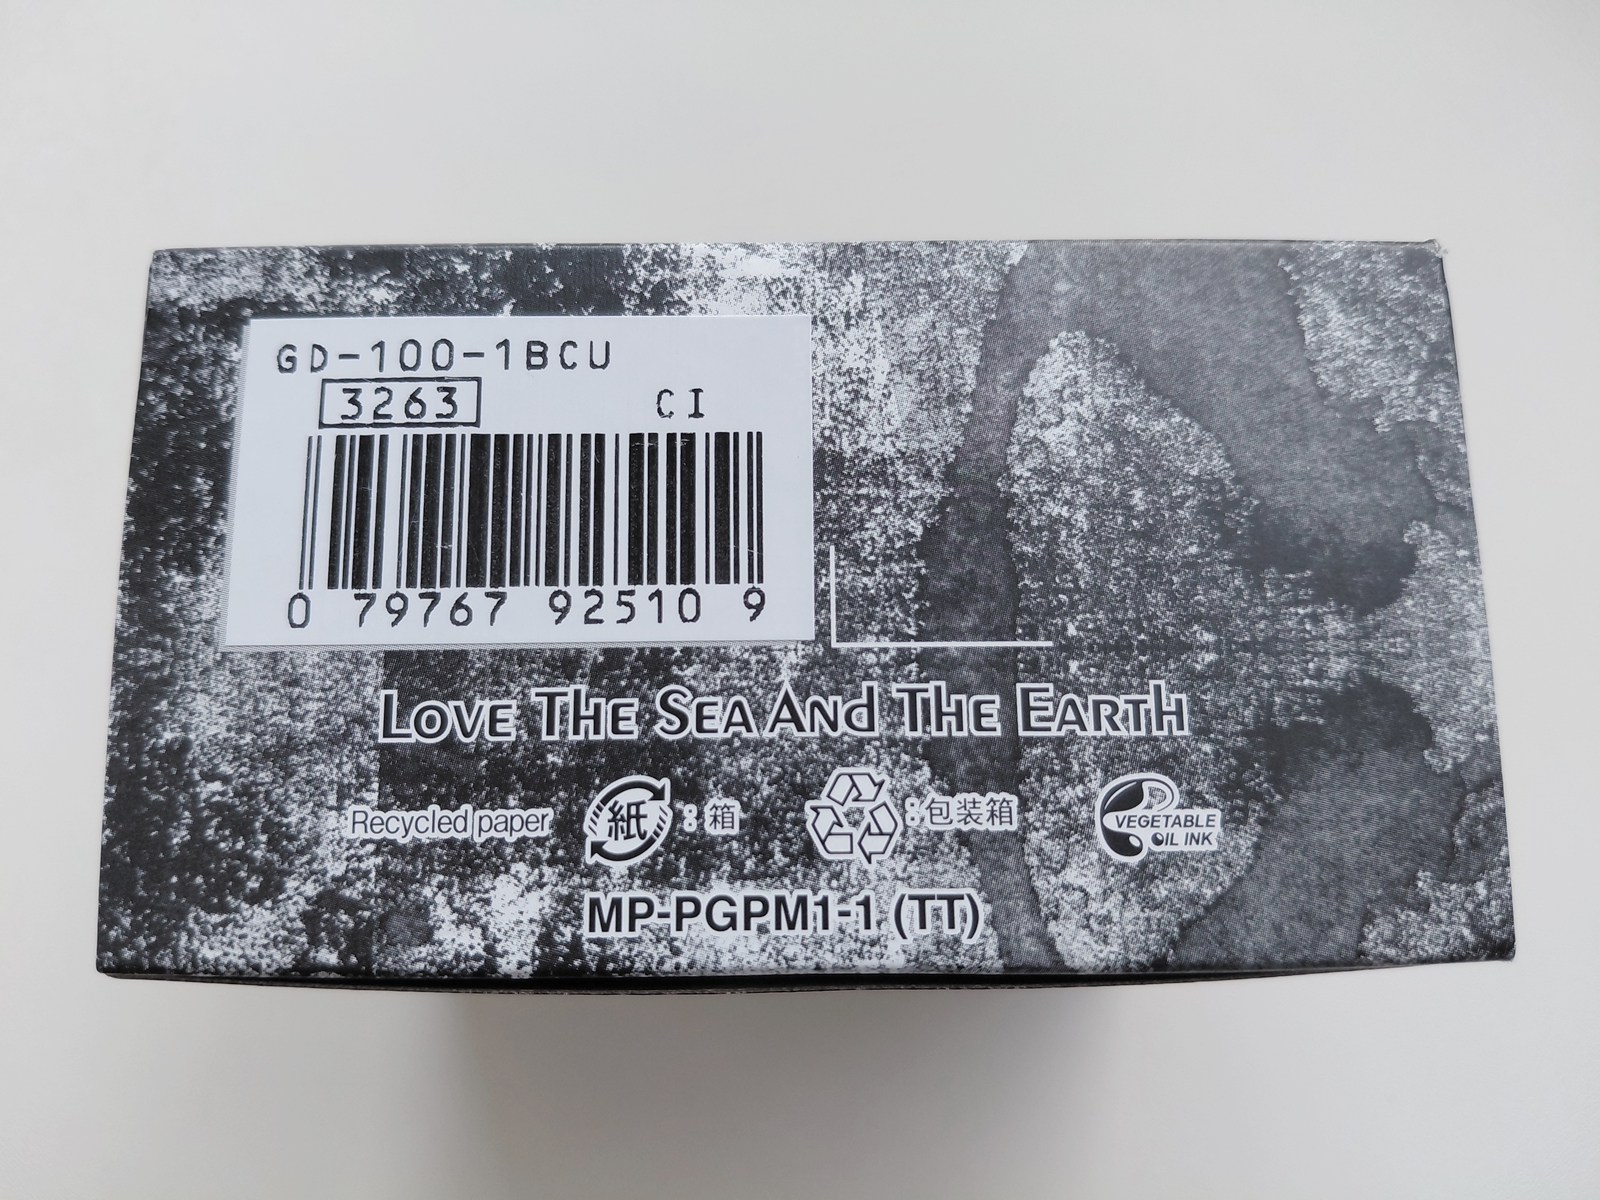 GD-100-1BCU
3263 CI
0 79767 92510 9
LOVE THE SEA AND THE EARTH
Recycled paper 紙 : 箱 : 包装箱 VEGETABLE
OIL INK
MP-PGPM1-1 (TT)